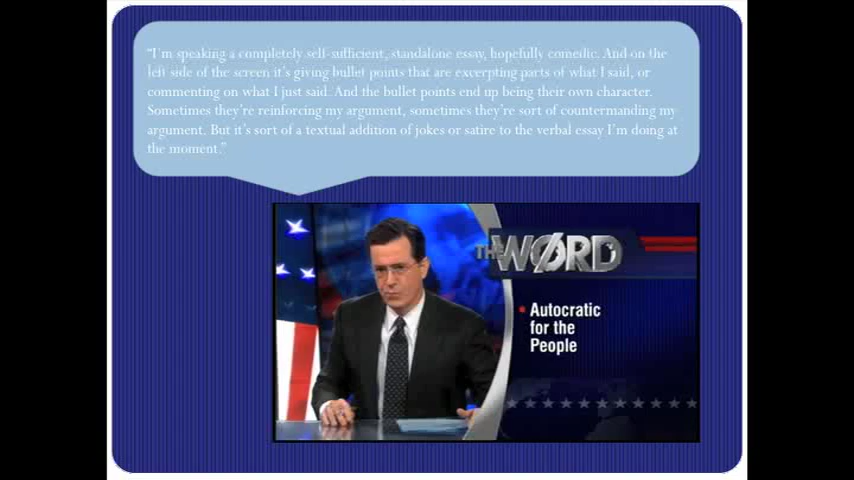 “I'm speaking a completely self-sufficient, standalone essay, hopefully comedic. And on the
left side of the screen it's giving bullet points that are excerpting parts of what I said, or
commenting on what I just said. And the bullet points end up being their own character.
Sometimes they're reinforcing my argument, sometimes they're sort of countermanding my
argument. But it's sort of a textual addition of jokes or satire to the verbal essay I'm doing at
the moment.”
THE WØRD
• Autocratic
for the
People